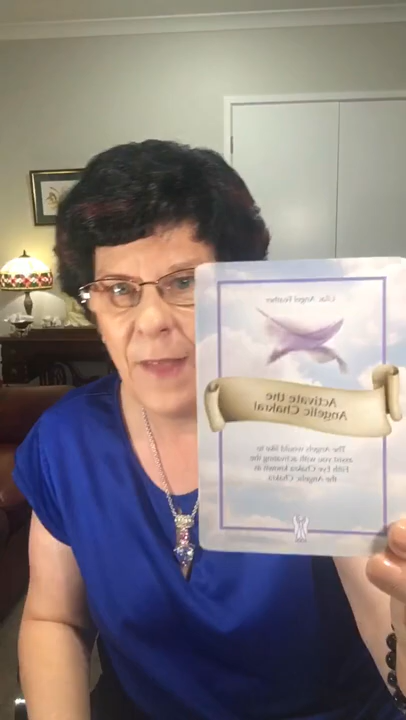 Lilac Angel Feather
Activate the
Angelic Chakra!
The Angels would like to
assist you with activating the
Fifth Eye Chakra known as
the Angelic Chakra